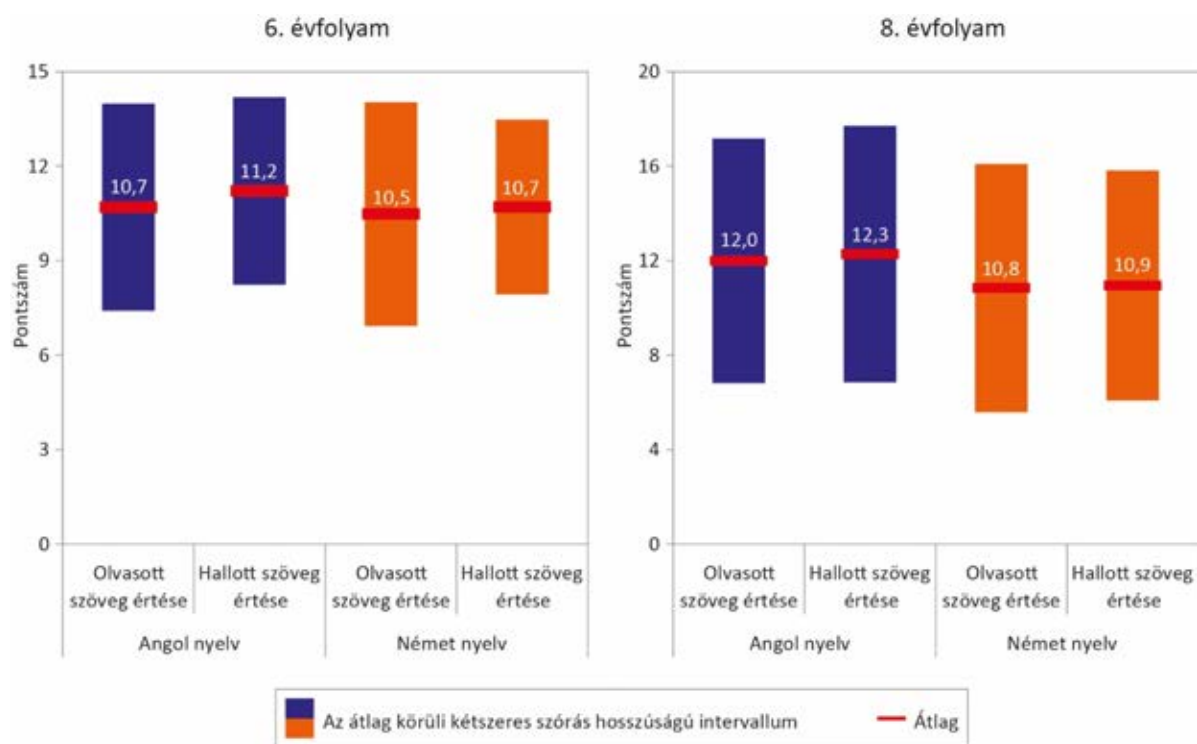 6. évfolyam
15
12
9
6
3
0
Pontszám
10,7
11,2
10,5
10,7
Olvasott
szöveg értése
Hallott szöveg
értése
Olvasott
szöveg értése
Hallott szöveg
értése
Angol nyelv
Német nyelv
8. évfolyam
20
16
12
8
4
0
Pontszám
12,0
12,3
10,8
10,9
Olvasott
szöveg értése
Hallott szöveg
értése
Olvasott
szöveg értése
Hallott szöveg
értése
Angol nyelv
Német nyelv
Az átlag körüli kétszeres szórás hosszúságú intervallum
Átlag